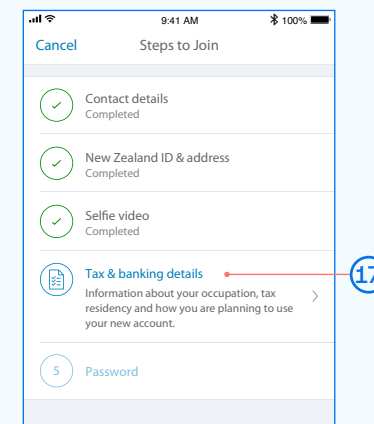 9:41 AM 100%
Cancel Steps to Join
Contact details
Completed
New Zealand ID & address
Completed
Selfie video
Completed
Tax & banking details
17
Information about your occupation, tax
residency and how you are planning to use
your new account.
5 Password